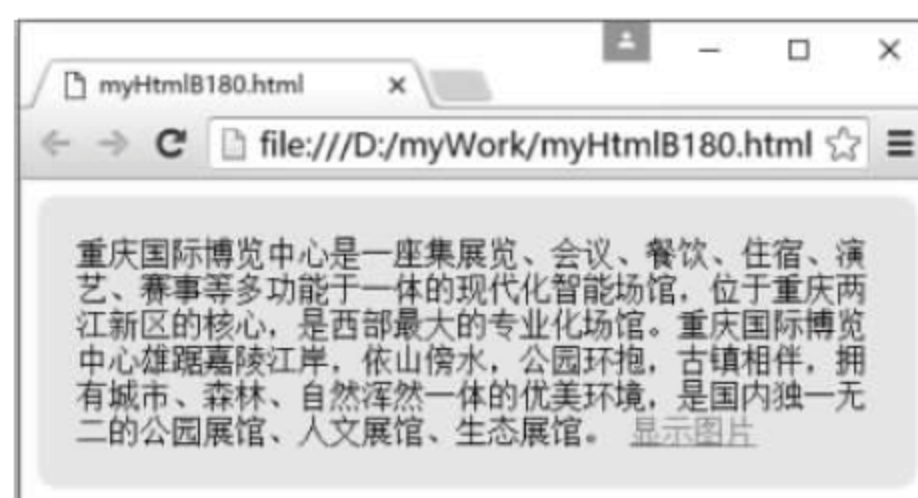 myHtmlB180.html
file:///D:/myWork/myHtmlB180.html
重庆国际博览中心是一座集展览、会议、餐饮、住宿、演
艺、赛事等多功能于一体的现代化智能场馆，位于重庆两
江新区的核心，是西部最大的专业化场馆。重庆国际博览
中心雄踞嘉陵江岸，依山傍水，公园环抱，古镇相伴，拥
有城市、森林、自然浑然一体的优美环境，是国内独一无
二的公园展馆、人文展馆、生态展馆。 显示图片